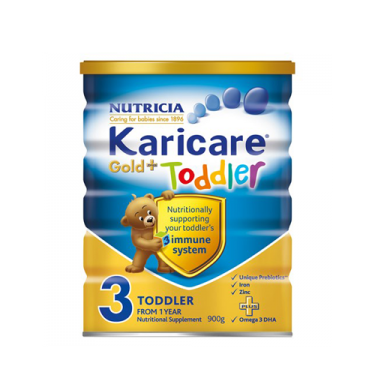 NUTRICIA
Caring for babies since 1896
Karicare®
Gold+ Toddler
Nutritionally
supporting
your toddler's
immune
system
3 TODDLER
FROM 1 YEAR
Nutritional Supplement 900g
✓ Unique Prebiotics
✓ Iron
✓ Zinc
✓ Omega 3 DHA